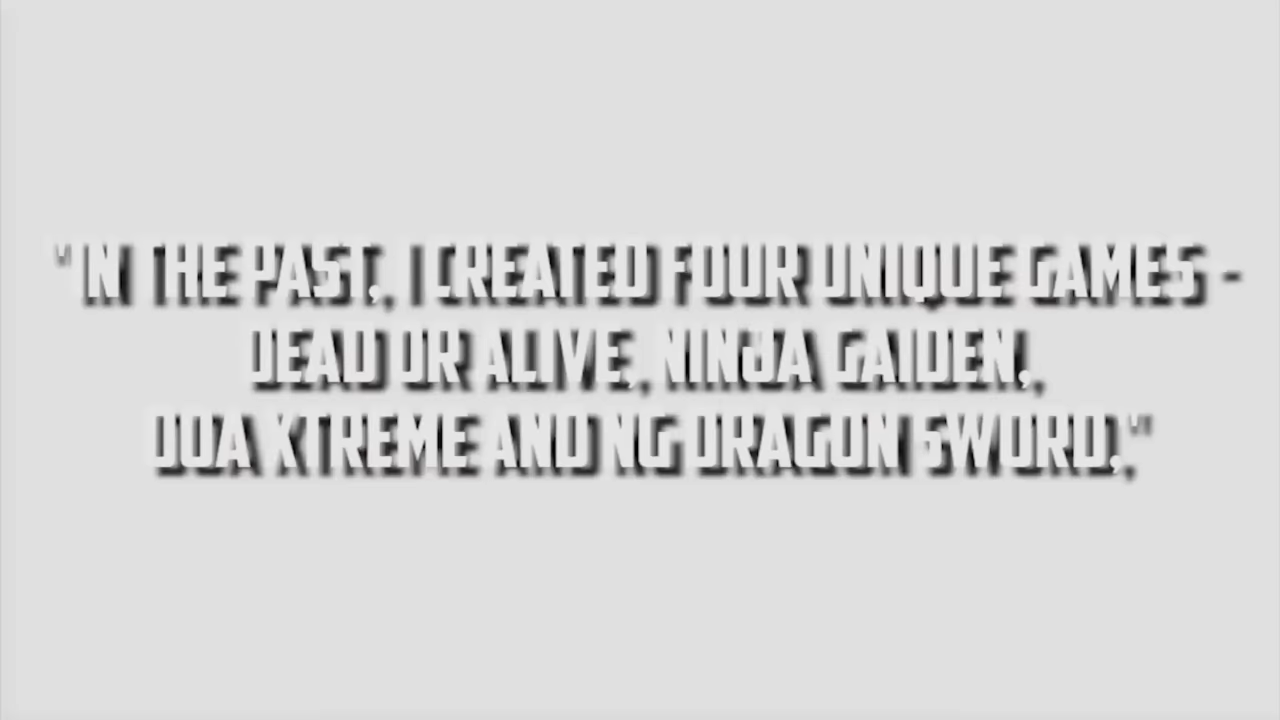 "IN THE PAST, I CREATED FOUR UNIQUE GAMES -
DEAD OR ALIVE, NINJA GAIDEN,
DOA XTREME AND NG DRAGON SWORD,"